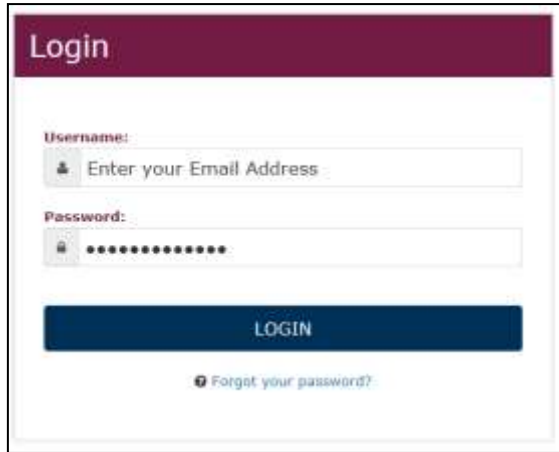 Login
Username:
Enter your Email Address
Password:
•••••••••••••
LOGIN
Forgot your password?